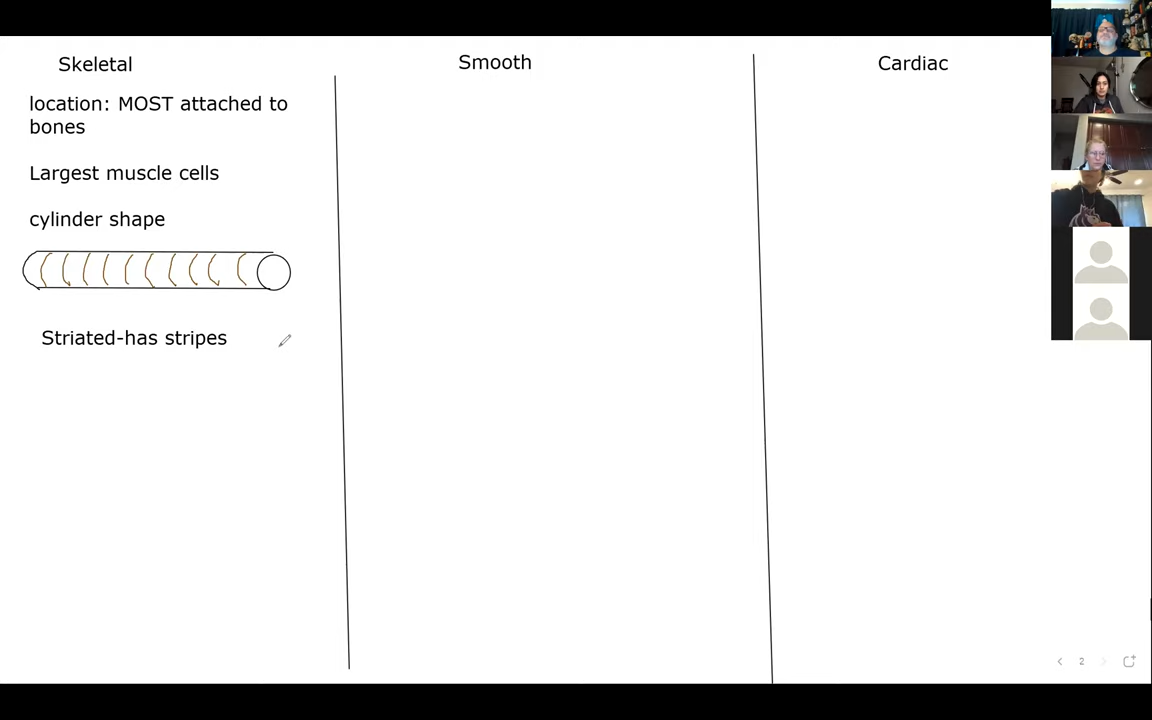 Skeletal
Smooth
Cardiac
location: MOST attached to
bones
Largest muscle cells
cylinder shape
Striated-has stripes
2